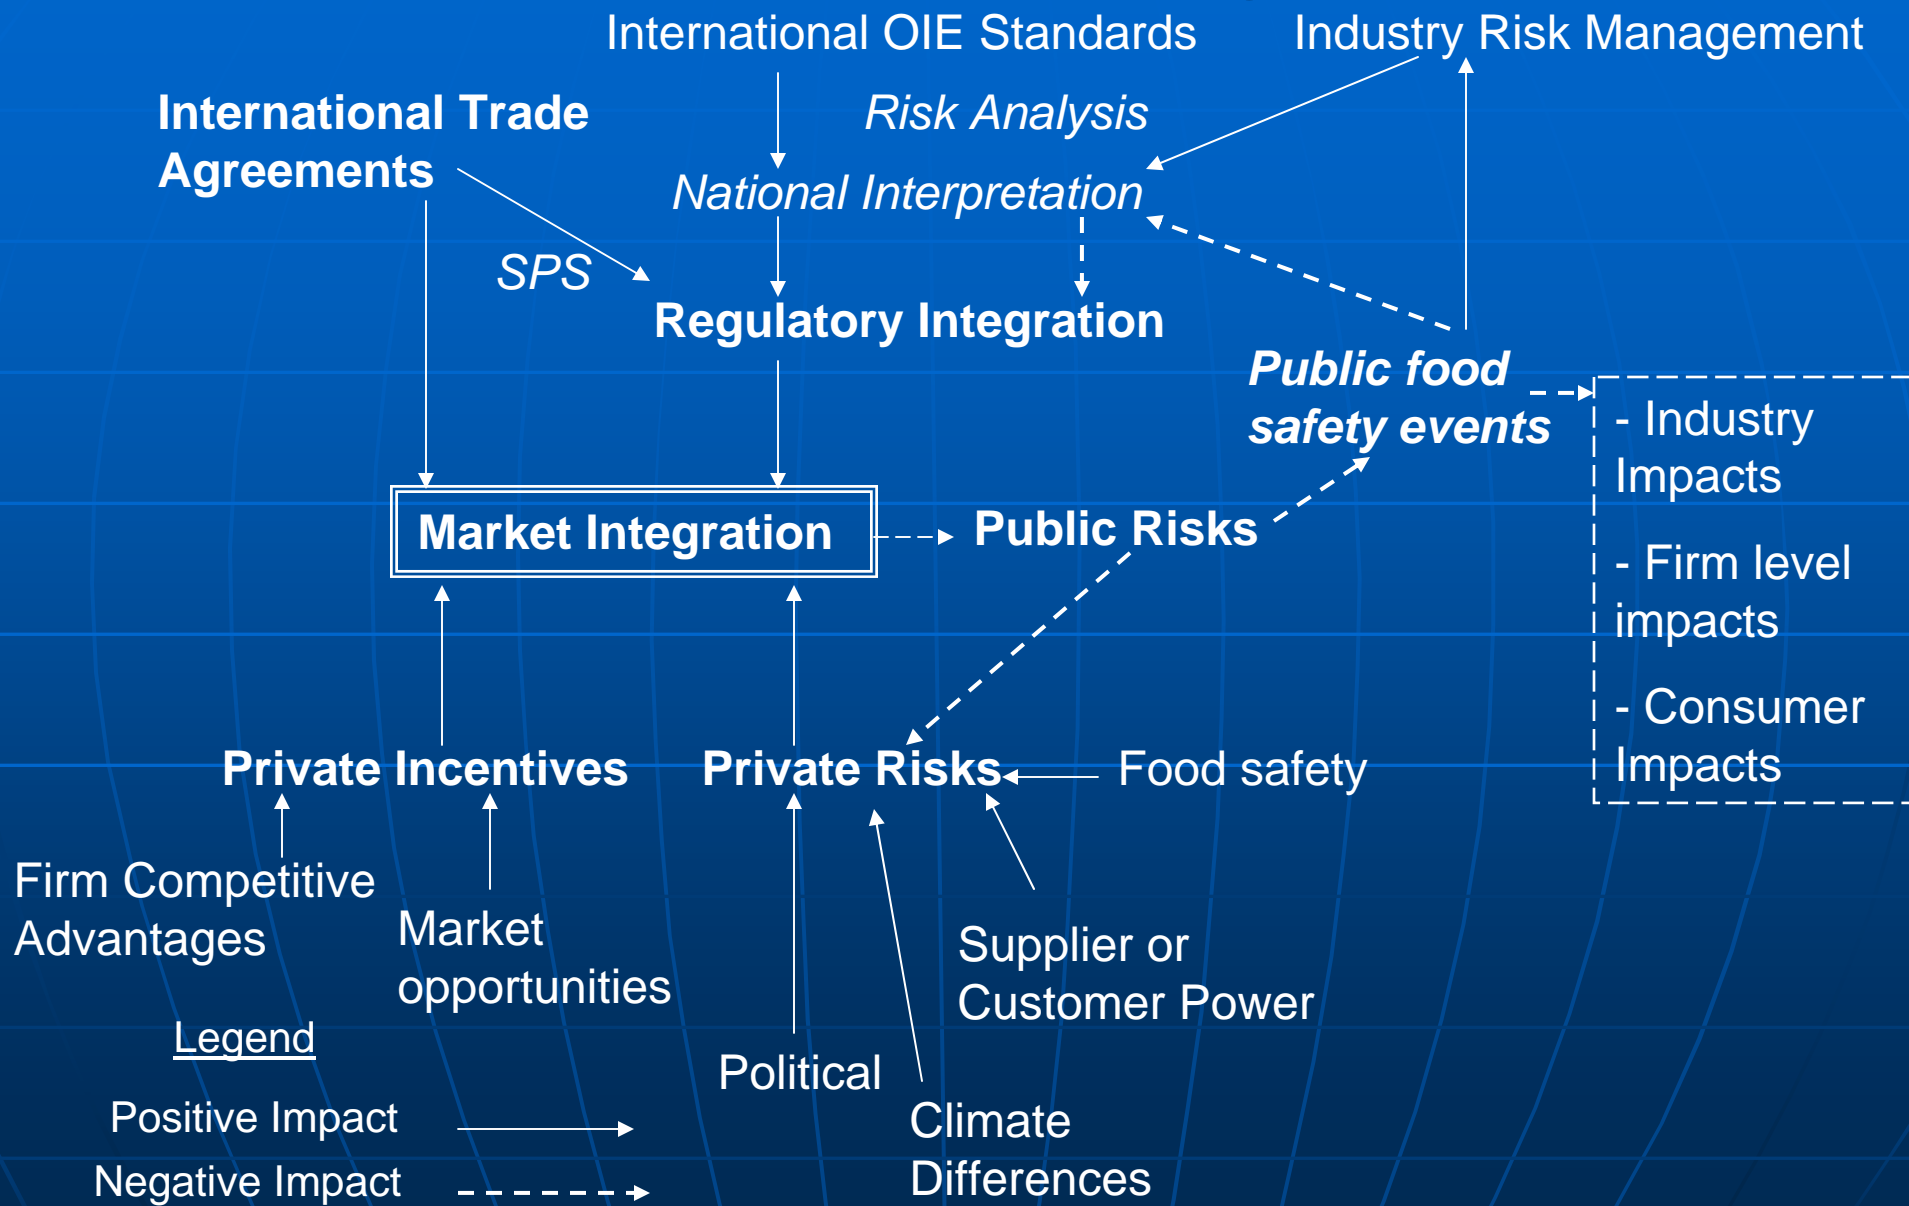 International OIE Standards
Industry Risk Management
International Trade
Agreements
Risk Analysis
National Interpretation
SPS
Regulatory Integration
Public food
safety events
- Industry
Impacts
- Firm level
impacts
- Consumer
Impacts
Market Integration
Public Risks
Private Incentives
Private Risks
Food safety
Firm Competitive
Advantages
Market
opportunities
Supplier or
Customer Power
Political
Climate
Differences
Legend
Positive Impact
Negative Impact